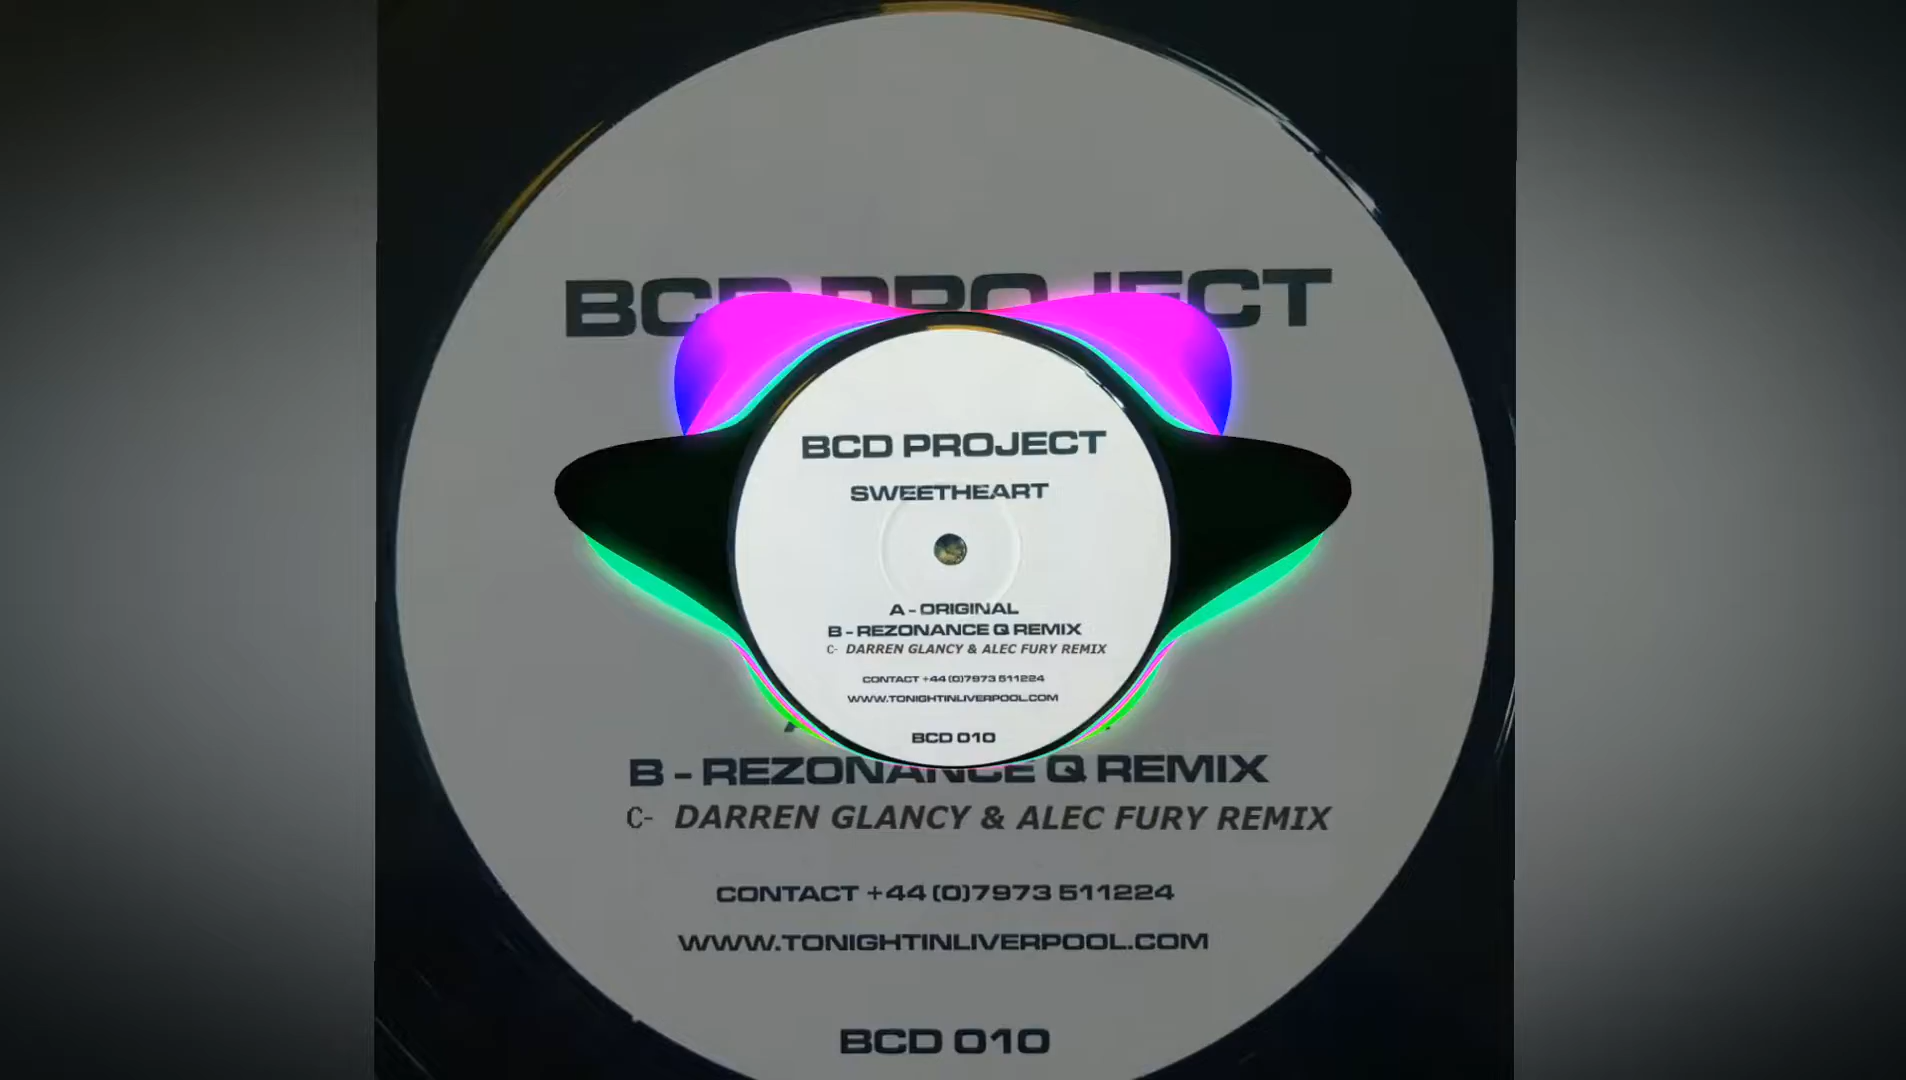 BCD PROJECT
BCD PROJECT
SWEETHEART
A - ORIGINAL
B - REZONANCE Q REMIX
C- DARREN GLANCY & ALEC FURY REMIX
CONTACT +44 (0)7973 511224
WWW.TONIGHTINLIVERPOOL.COM
BCD 010
B - REZONANCE Q REMIX
C- DARREN GLANCY & ALEC FURY REMIX
CONTACT +44 (0)7973 511224
WWW.TONIGHTINLIVERPOOL.COM
BCD 010